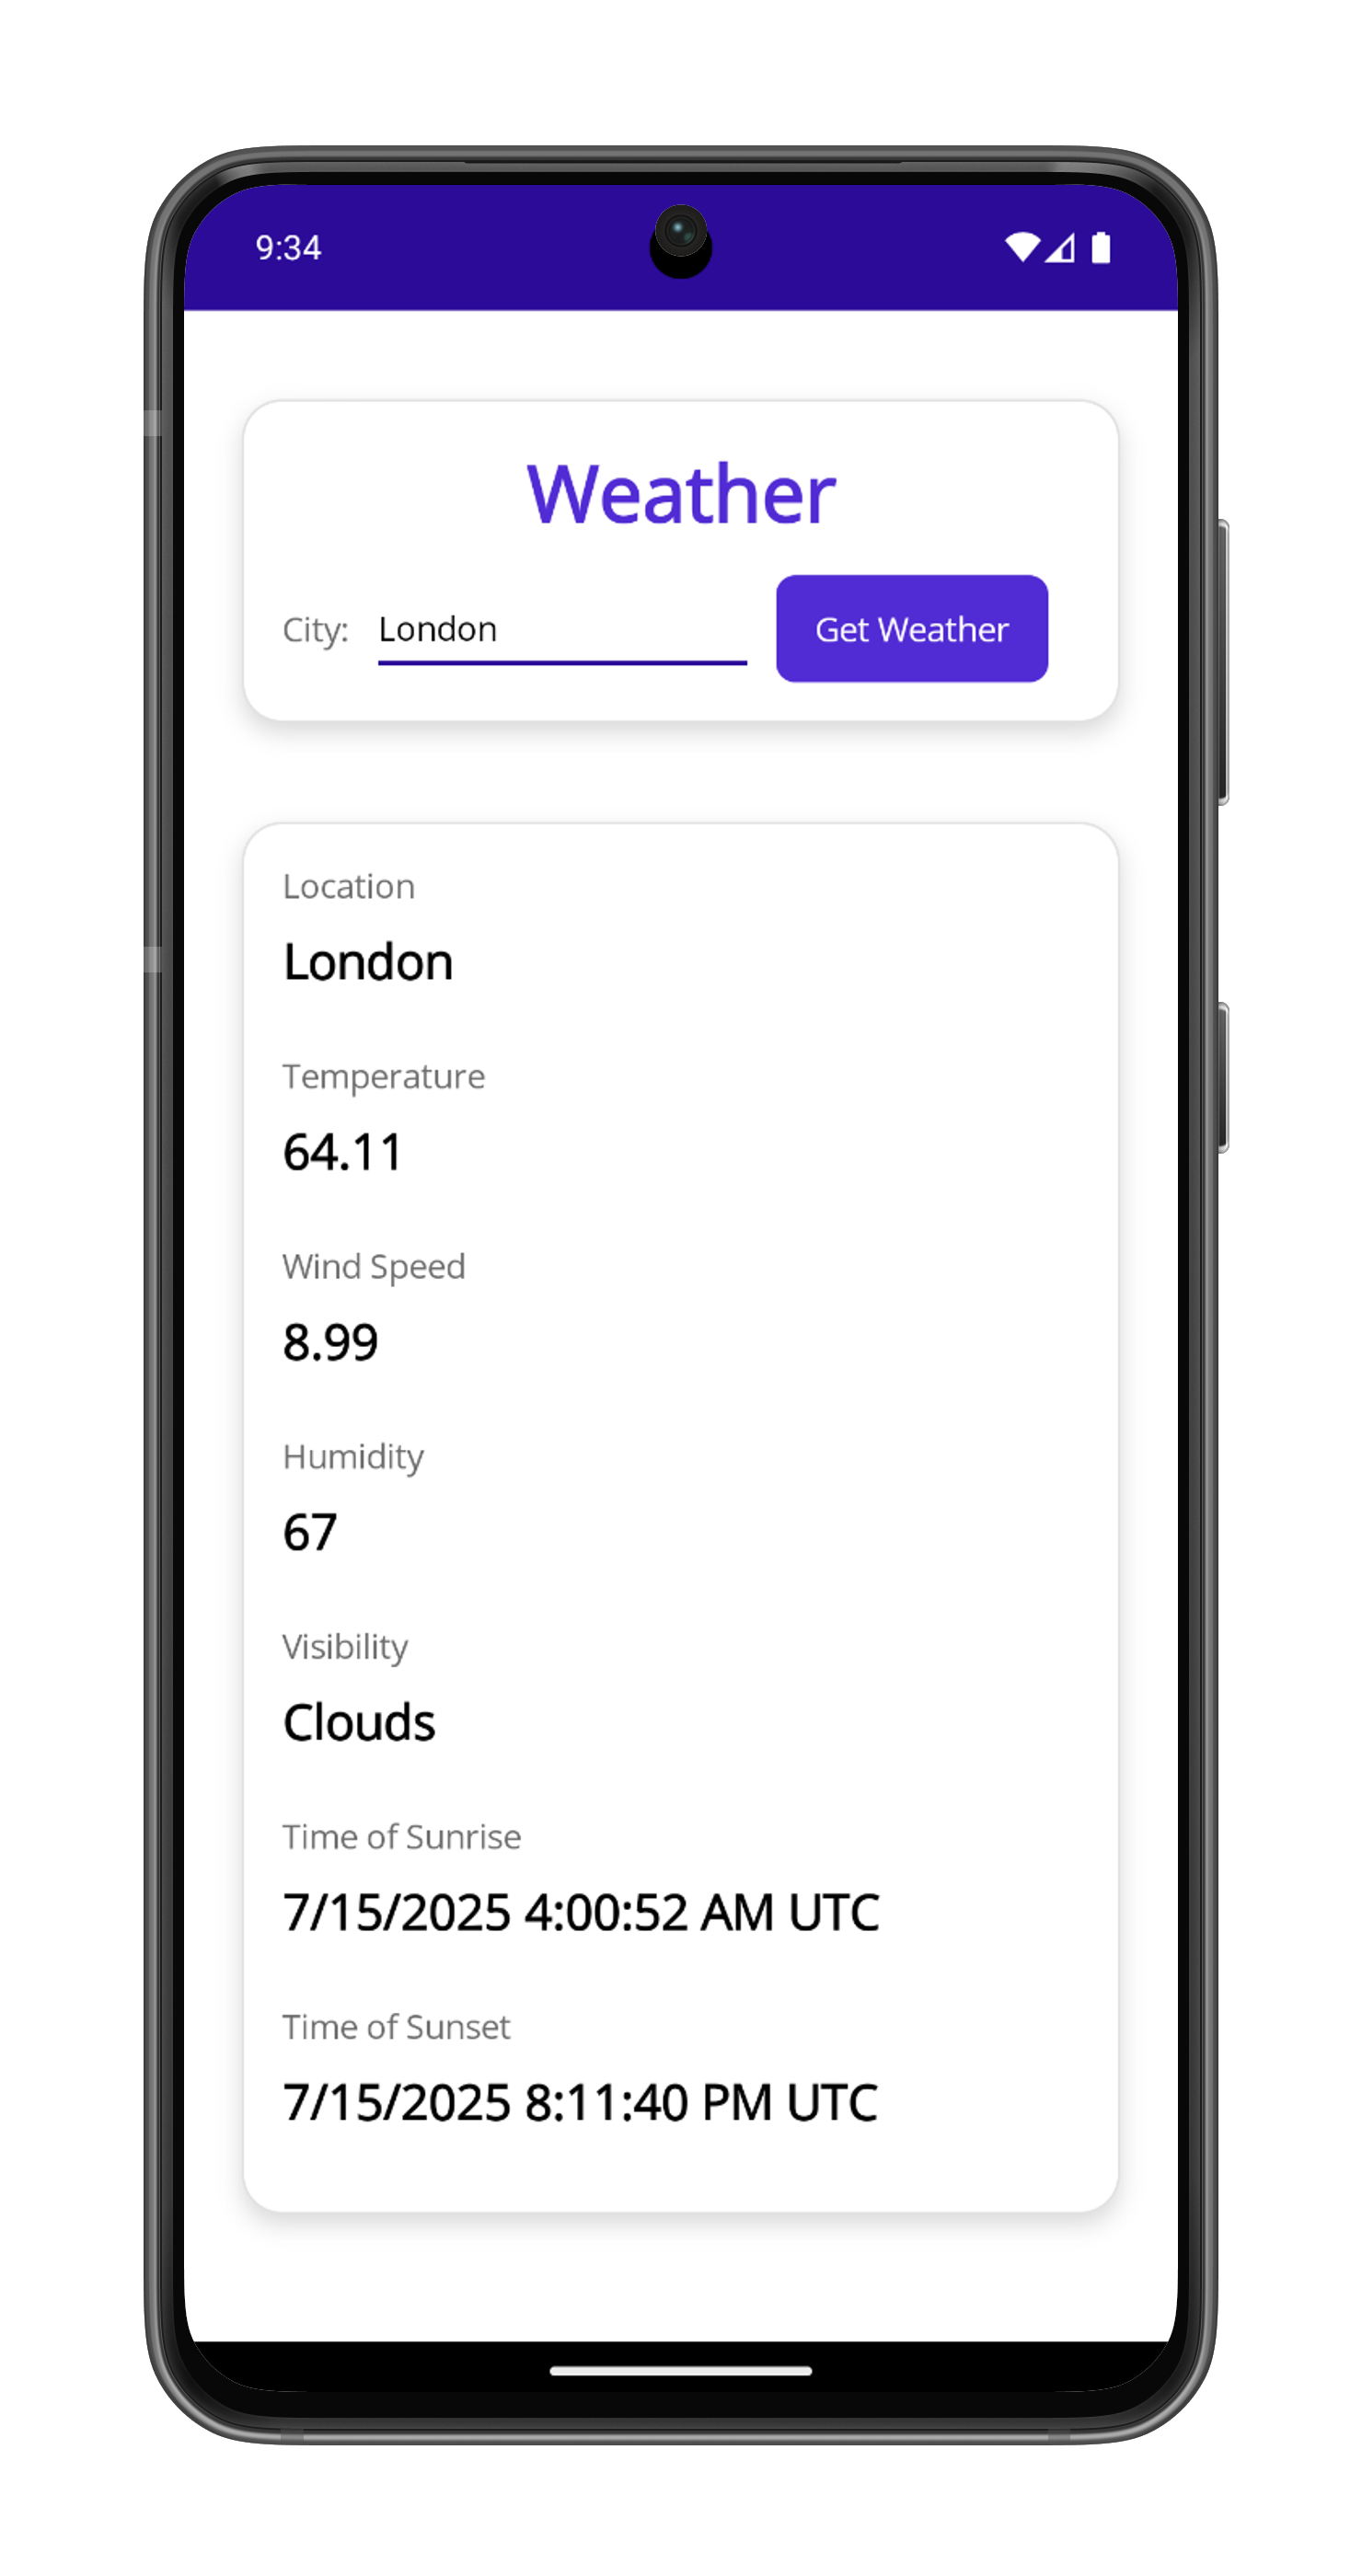 9:34
Weather
City: London Get Weather
Location
London
Temperature
64.11
Wind Speed
8.99
Humidity
67
Visibility
Clouds
Time of Sunrise
7/15/2025 4:00:52 AM UTC
Time of Sunset
7/15/2025 8:11:40 PM UTC